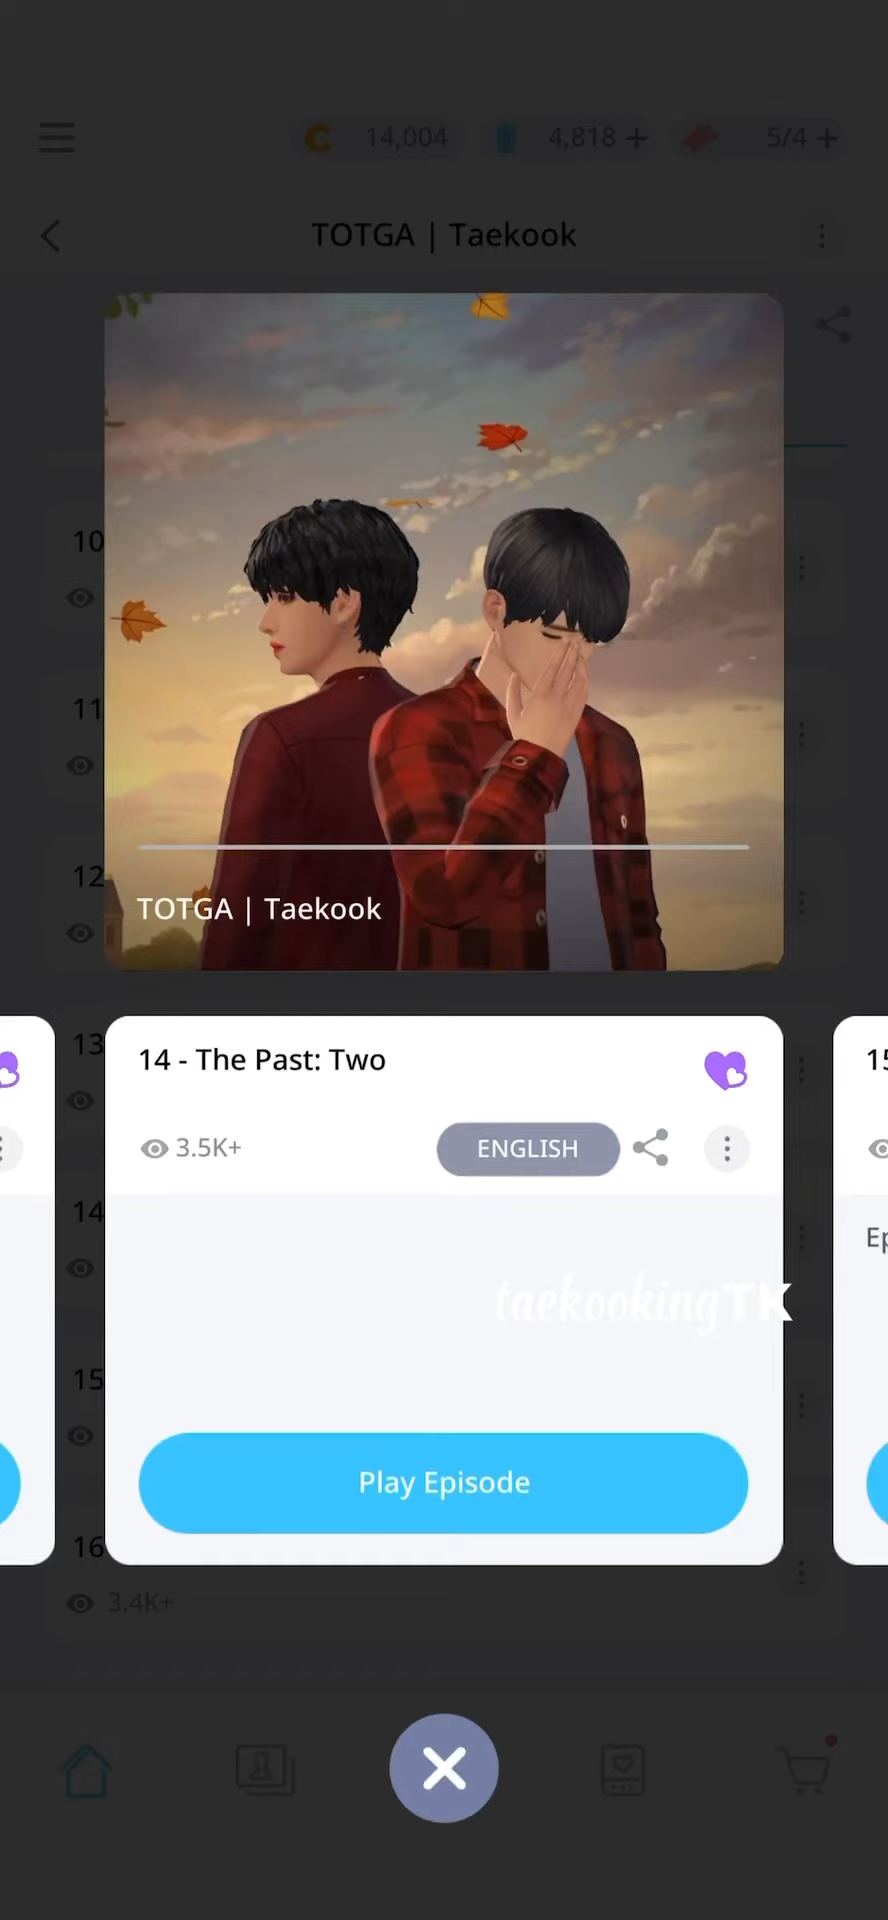 14,004 4,818 + 5/4 +
TOTGA | Taekook
10
11
12
TOTGA | Taekook
13
14 - The Past: Two
15
3.5K+ ENGLISH
14
Ep
taekookingTK
15
Play Episode
16
3.4K+